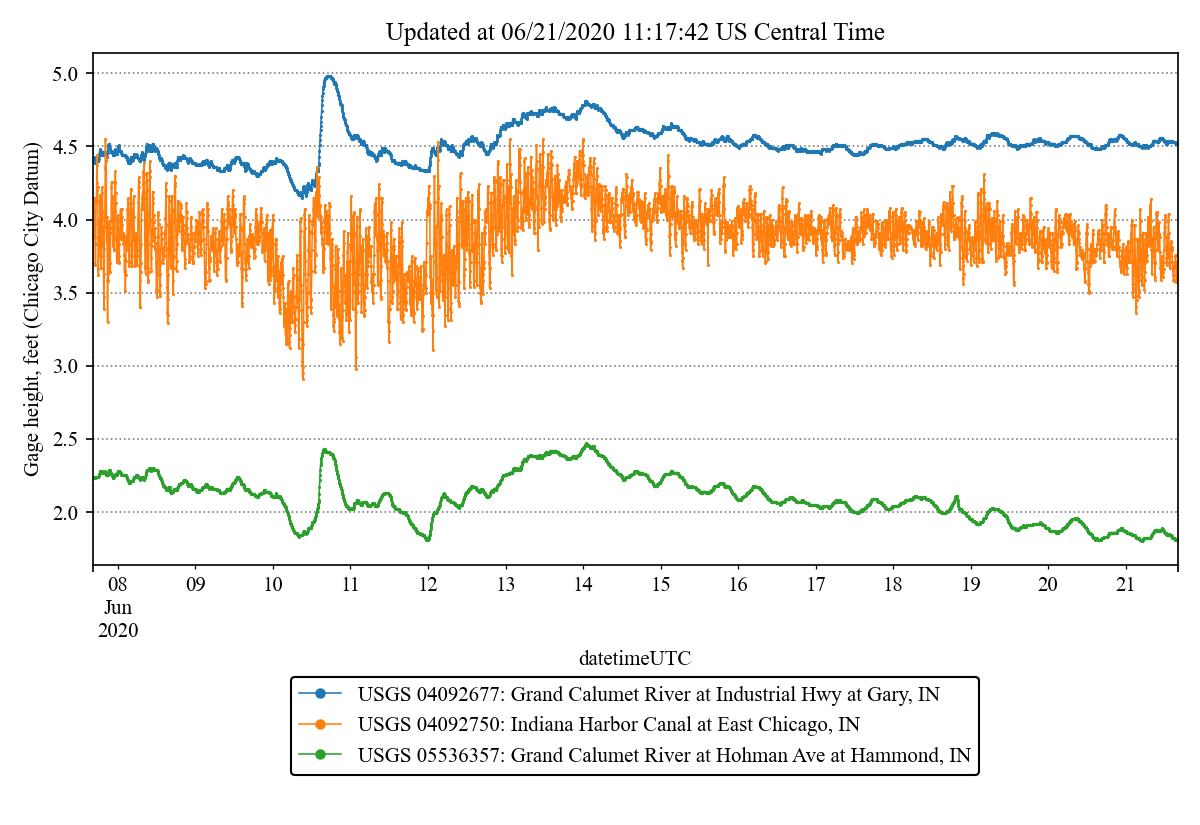 Updated at 06/21/2020 11:17:42 US Central Time
Gage height, feet (Chicago City Datum)
5.0
4.5
4.0
3.5
3.0
2.5
2.0
08 09 10 11 12 13 14 15 16 17 18 19 20 21
Jun
2020
datetimeUTC
USGS 04092677: Grand Calumet River at Industrial Hwy at Gary, IN
USGS 04092750: Indiana Harbor Canal at East Chicago, IN
USGS 05536357: Grand Calumet River at Hohman Ave at Hammond, IN